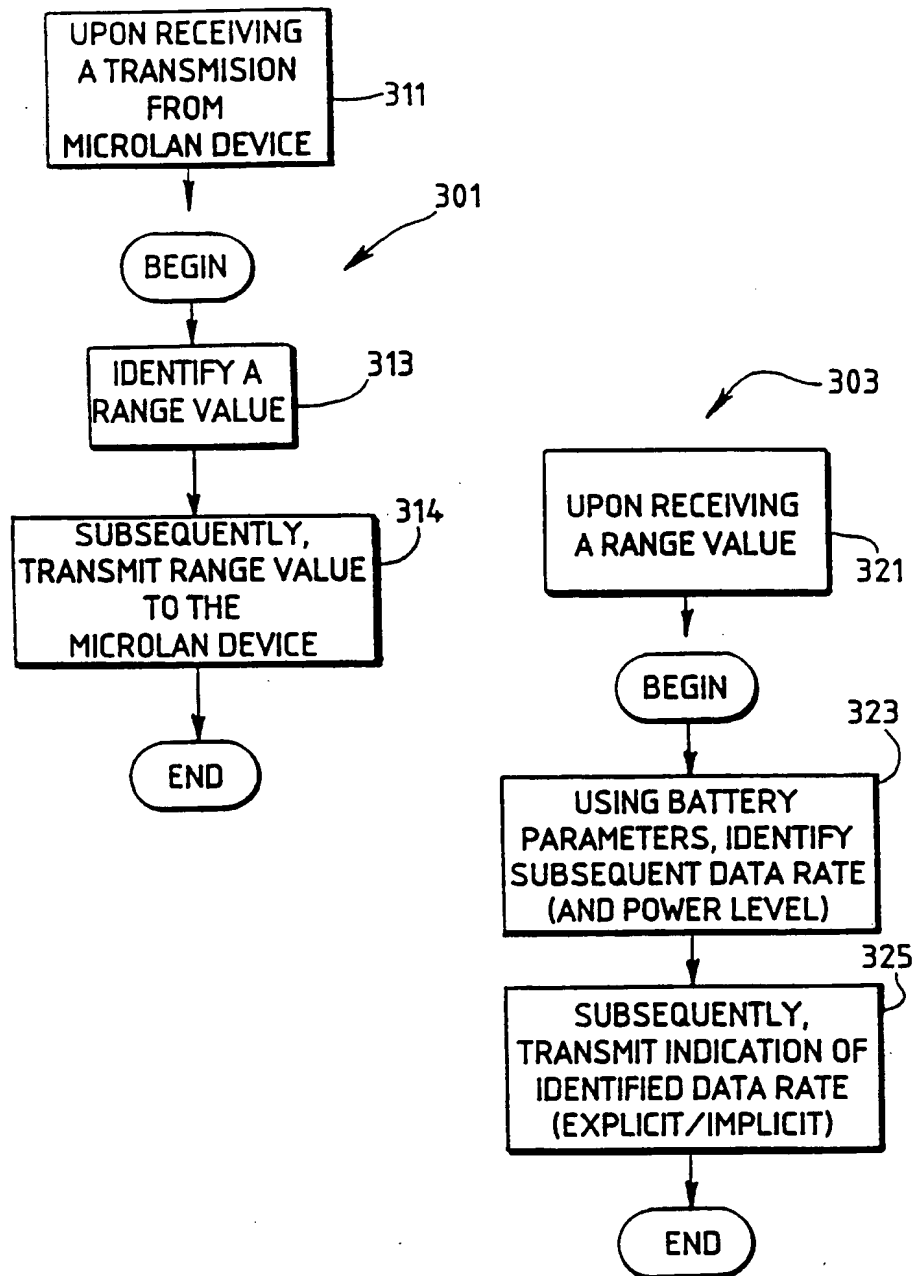 UPON RECEIVING
A TRANSMISION
FROM
MICROLAN DEVICE
311
301
BEGIN
IDENTIFY A
RANGE VALUE
313
SUBSEQUENTLY,
TRANSMIT RANGE VALUE
TO THE
MICROLAN DEVICE
314
END
303
UPON RECEIVING
A RANGE VALUE
321
BEGIN
323
USING BATTERY
PARAMETERS, IDENTIFY
SUBSEQUENT DATA RATE
(AND POWER LEVEL)
325
SUBSEQUENTLY,
TRANSMIT INDICATION OF
IDENTIFIED DATA RATE
(EXPLICIT/IMPLICIT)
END